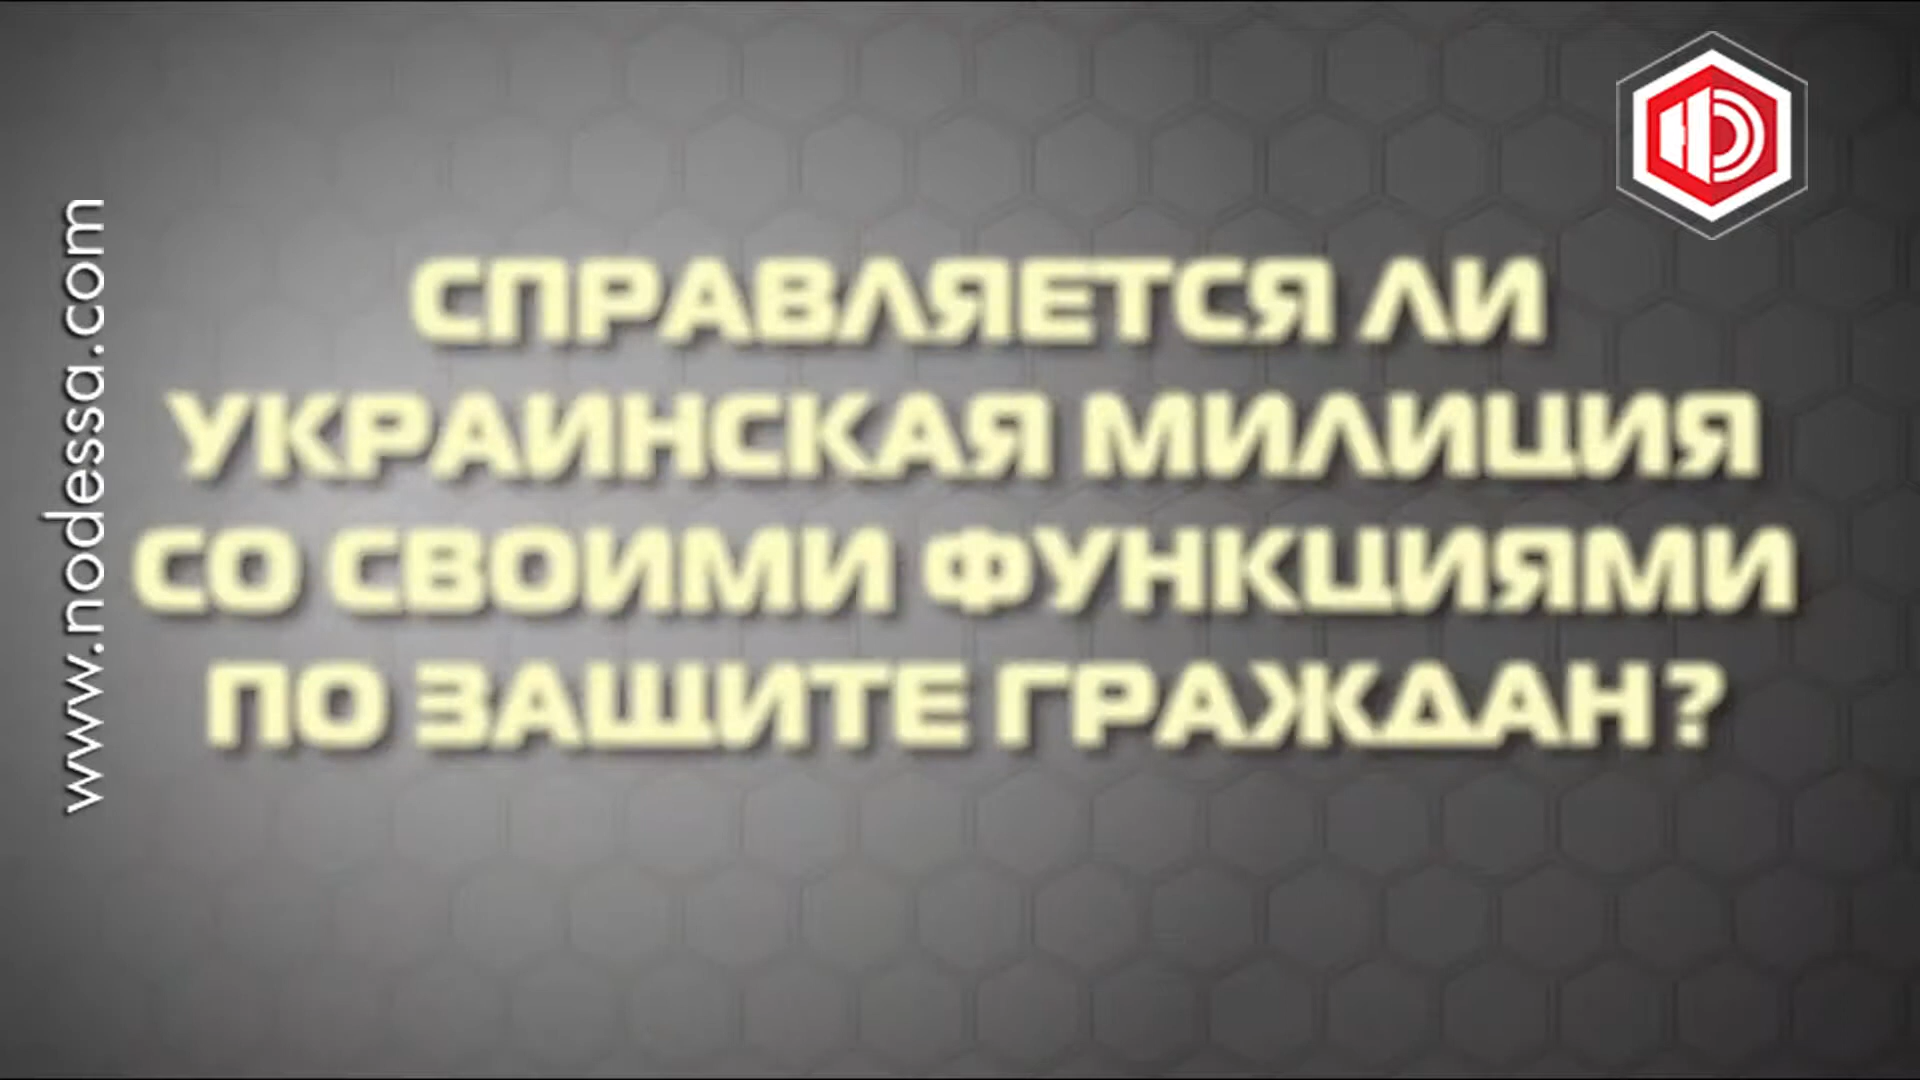 www.nodessa.com
СПРАВЛЯЕТСЯ ЛИ
УКРАИНСКАЯ МИЛИЦИЯ
СО СВОИМИ ФУНКЦИЯМИ
ПО ЗАЩИТЕ ГРАЖДАН?